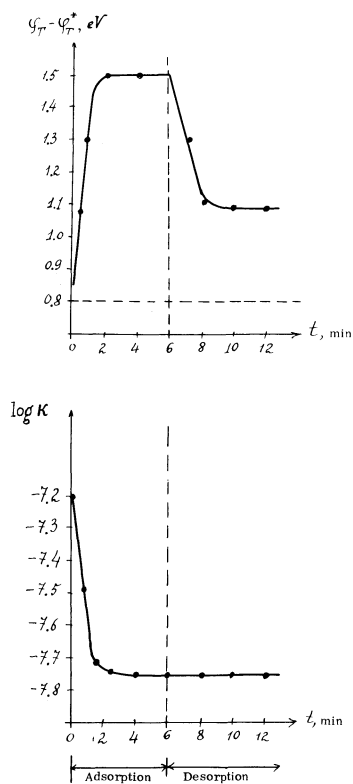 φ_T - φ_T^*, eV
1.5
1.4
1.3
1.2
1.1
1.0
0.9
0.8
0 2 4 6 8 10 12
t, min
log K
-7.2
-7.3
-7.4
-7.5
-7.6
-7.7
-7.8
0 2 4 6 8 10 12
t, min
Adsorption Desorption